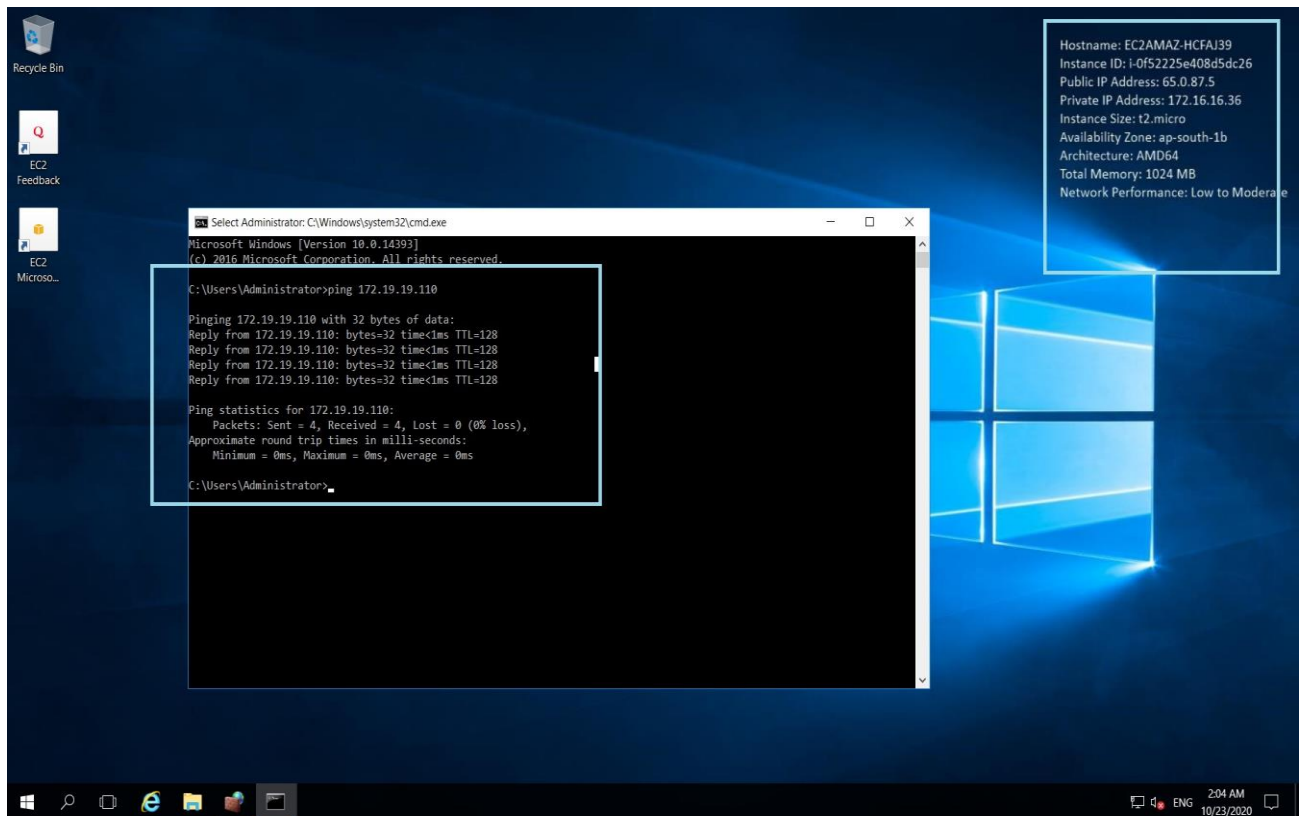 Recycle Bin
EC2
Feedback
EC2
Microso...
Hostname: EC2AMAZ-HCFAJ39
Instance ID: i-0f52225e408d5dc26
Public IP Address: 65.0.87.5
Private IP Address: 172.16.16.36
Instance Size: t2.micro
Availability Zone: ap-south-1b
Architecture: AMD64
Total Memory: 1024 MB
Network Performance: Low to Moderate
Select Administrator: C:\Windows\system32\cmd.exe
Microsoft Windows [Version 10.0.14393]
(c) 2016 Microsoft Corporation. All rights reserved.
C:\Users\Administrator>ping 172.19.19.110
Pinging 172.19.19.110 with 32 bytes of data:
Reply from 172.19.19.110: bytes=32 time<1ms TTL=128
Reply from 172.19.19.110: bytes=32 time<1ms TTL=128
Reply from 172.19.19.110: bytes=32 time<1ms TTL=128
Reply from 172.19.19.110: bytes=32 time<1ms TTL=128
Ping statistics for 172.19.19.110:
Packets: Sent = 4, Received = 4, Lost = 0 (0% loss),
Approximate round trip times in milli-seconds:
Minimum = 0ms, Maximum = 0ms, Average = 0ms
C:\Users\Administrator>
ENG
2:04 AM
10/23/2020